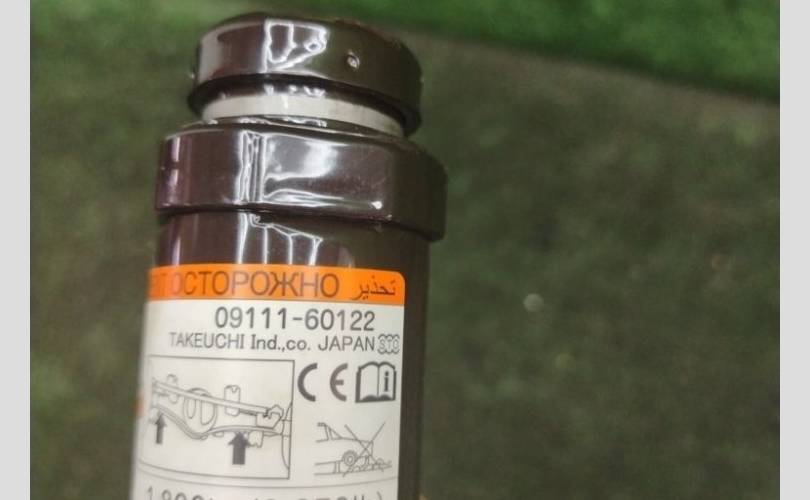 ОСТОРОЖНО تحذير
09111-60122
TAKEUCHI Ind.,co. JAPAN
CE